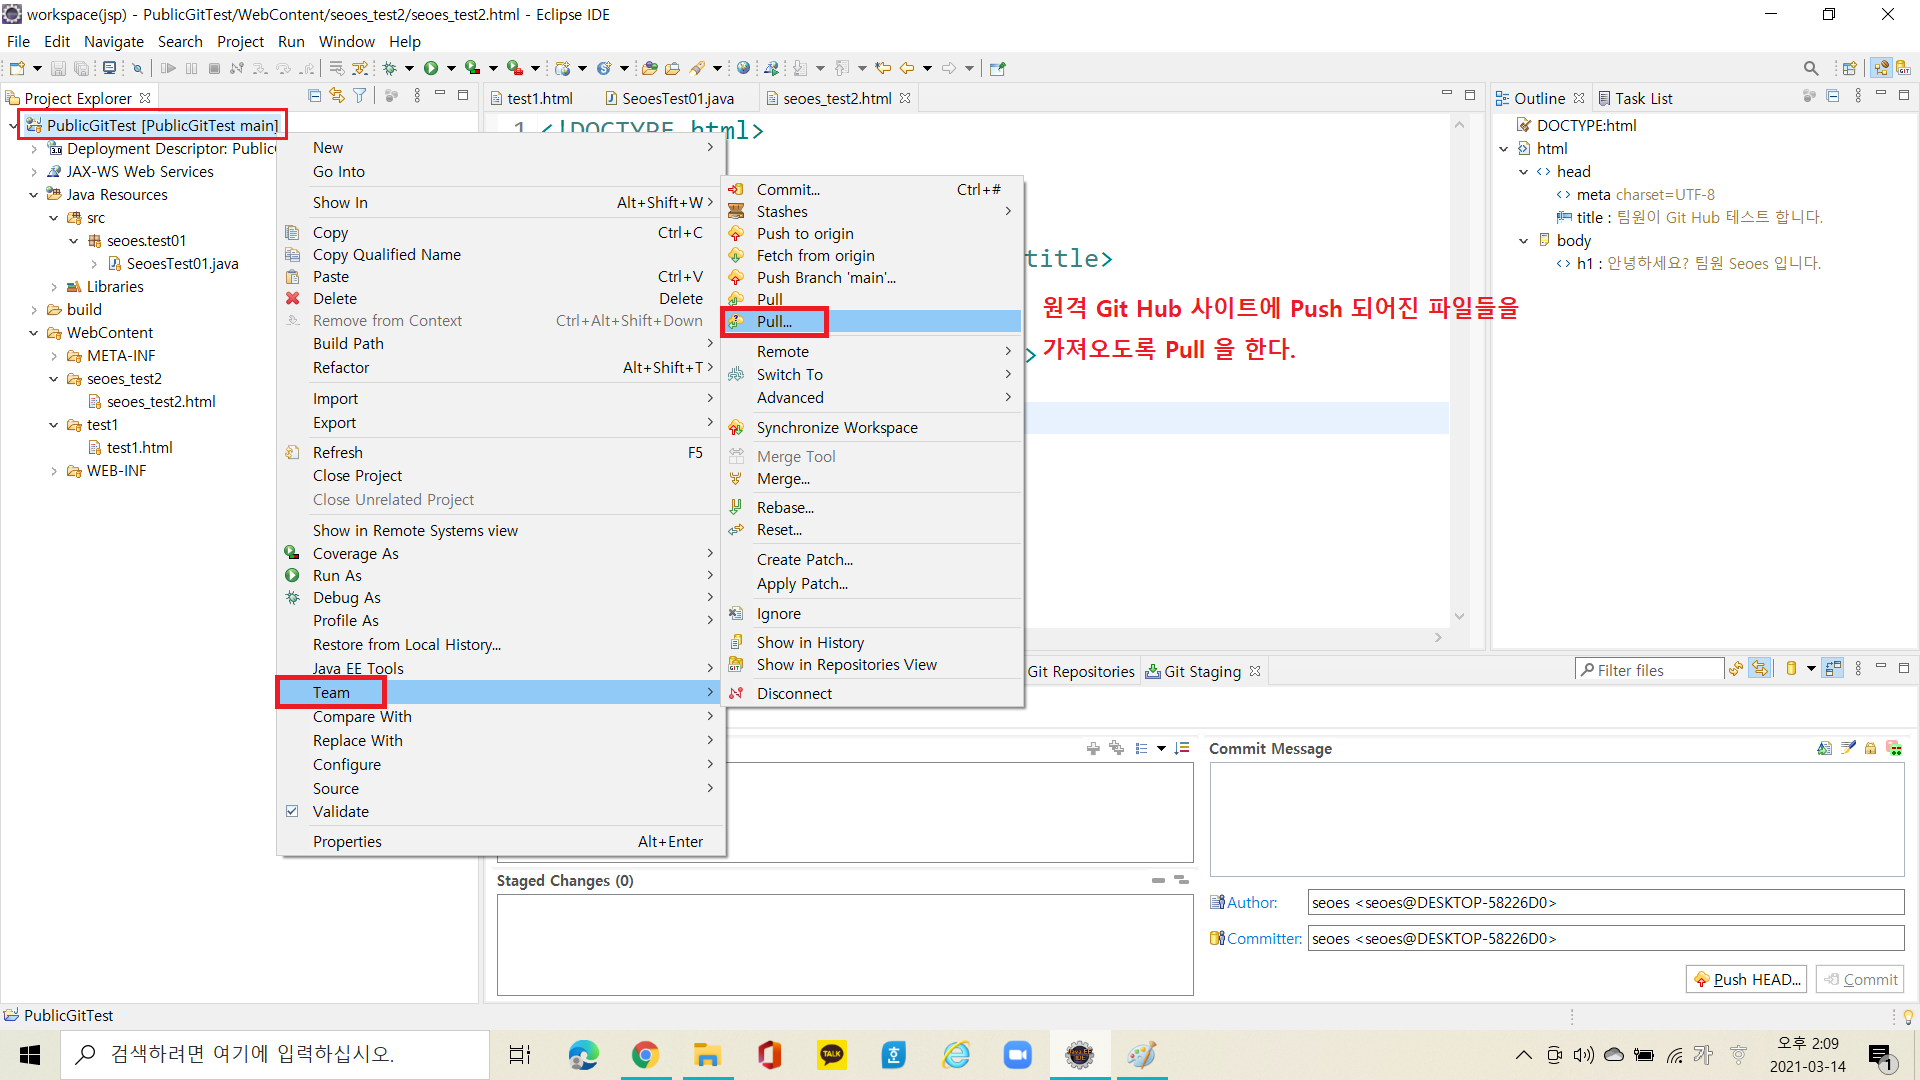 workspace(jsp) - PublicGitTest/WebContent/seoes_test2/seoes_test2.html - Eclipse IDE
File Edit Navigate Search Project Run Window Help
Project Explorer
PublicGitTest [PublicGitTest main]
Deployment Descriptor: Public
JAX-WS Web Services
Java Resources
src
seoes.test01
SeoesTest01.java
Libraries
build
WebContent
META-INF
seoes_test2
seoes_test2.html
test1
test1.html
WEB-INF
New
Go Into
Show In Alt+Shift+W
Copy Ctrl+C
Copy Qualified Name
Paste Ctrl+V
Delete Delete
Remove from Context Ctrl+Alt+Shift+Down
Build Path
Refactor Alt+Shift+T
Import
Export
Refresh F5
Close Project
Close Unrelated Project
Show in Remote Systems view
Coverage As
Run As
Debug As
Profile As
Restore from Local History...
Java EE Tools
Team
Compare With
Replace With
Configure
Source
Validate
Properties Alt+Enter
Commit... Ctrl+#
Stashes
Push to origin
Fetch from origin
Push Branch 'main'...
Pull
Pull...
Remote
Switch To
Advanced
Synchronize Workspace
Merge Tool
Merge...
Rebase...
Reset...
Create Patch...
Apply Patch...
Ignore
Show in History
Show in Repositories View
Disconnect
test1.html SeoesTest01.java seoes_test2.html
1 <!DOCTYPE html>
title>
>
원격 Git Hub 사이트에 Push 되어진 파일들을
가져오도록 Pull 을 한다.
Outline Task List
DOCTYPE:html
html
head
meta charset=UTF-8
title : 팀원이 Git Hub 테스트 합니다.
body
h1 : 안녕하세요? 팀원 Seoes 입니다.
Git Repositories Git Staging
Filter files
Staged Changes (0)
Commit Message
Author: seoes <seoes@DESKTOP-58226D0>
Committer: seoes <seoes@DESKTOP-58226D0>
Push HEAD... Commit
PublicGitTest
검색하려면 여기에 입력하십시오.
TALK
가
오후 2:09
2021-03-14
1